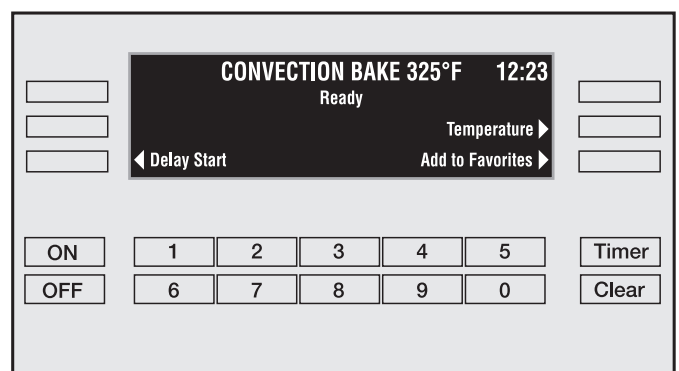 CONVECTION BAKE 325°F 12:23
Ready
Temperature
Delay Start Add to Favorites
ON 1 2 3 4 5 Timer
OFF 6 7 8 9 0 Clear